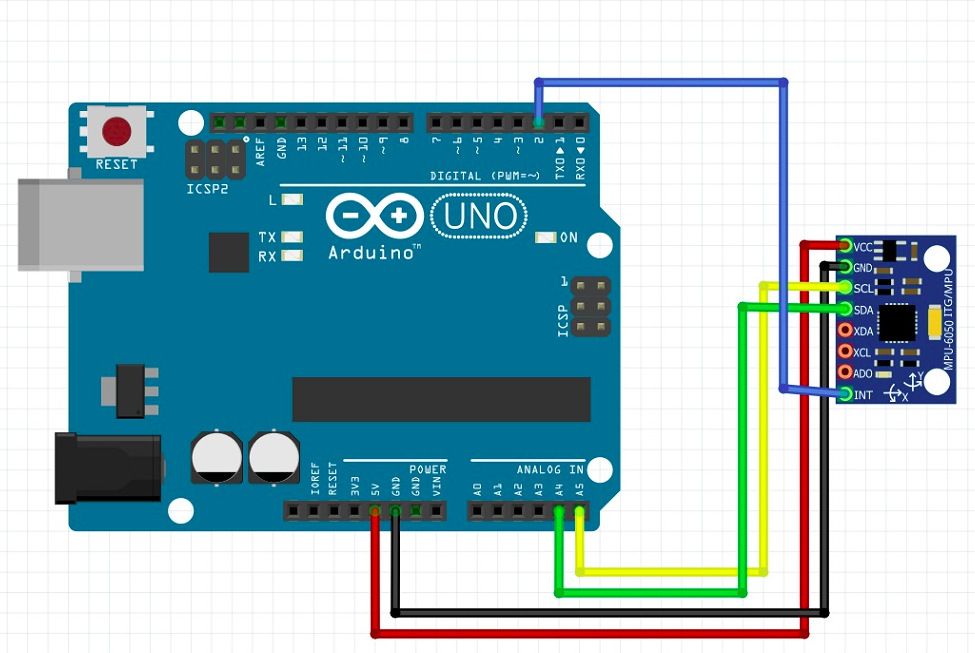 RESET
ICSP2
AREF
GND
13
12
~11
~10
~9
8
7
~6
~5
4
~3
2
TX0 ▶ 1
RX0 ◀ 0
DIGITAL (PWM=~)
L
TX
RX
UNO
Arduino™
ON
1
ICSP
IOREF
RESET
3V3
5V
GND
GND
VIN
POWER
A0
A1
A2
A3
A4
A5
ANALOG IN
VCC
GND
SCL
SDA
XDA
XCL
ADO
INT
MPU-6050 ITG/MPU
Y
X